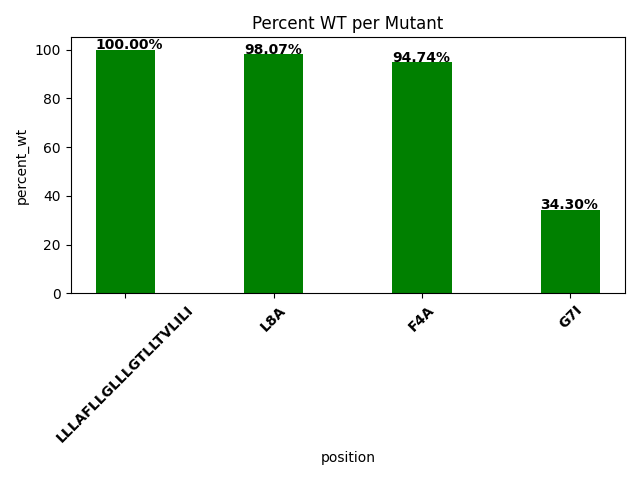 Percent WT per Mutant
100.00%
98.07%
94.74%
34.30%
percent_wt
100
80
60
40
20
0
LLLAFLLGLLLGTLLTVLILI
L8A
F4A
G7I
position